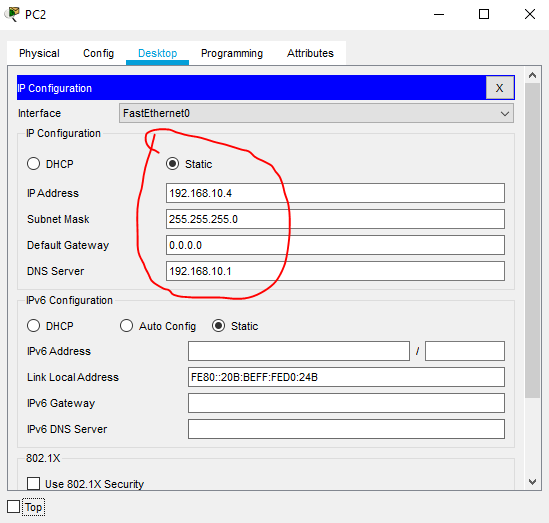 PC2
Physical Config Desktop Programming Attributes
IP Configuration X
Interface FastEthernet0
IP Configuration
DHCP Static
IP Address 192.168.10.4
Subnet Mask 255.255.255.0
Default Gateway 0.0.0.0
DNS Server 192.168.10.1
IPv6 Configuration
DHCP Auto Config Static
IPv6 Address /
Link Local Address FE80::20B:BEFF:FED0:24B
IPv6 Gateway
IPv6 DNS Server
802.1X
Use 802.1X Security
Top